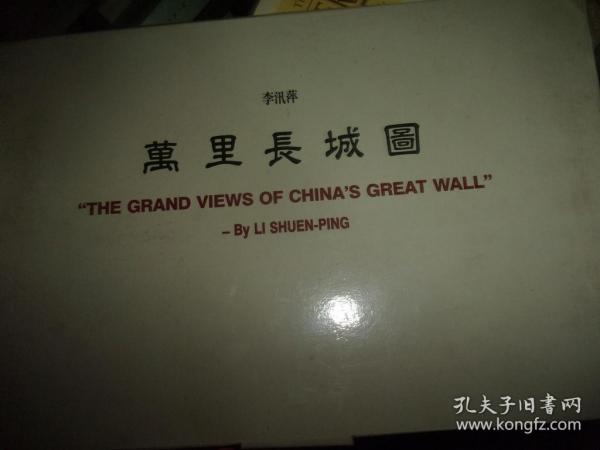 李汛萍
萬里長城圖
“THE GRAND VIEWS OF CHINA'S GREAT WALL”
– By LI SHUEN-PING
孔夫子旧书网
www.kongfz.com